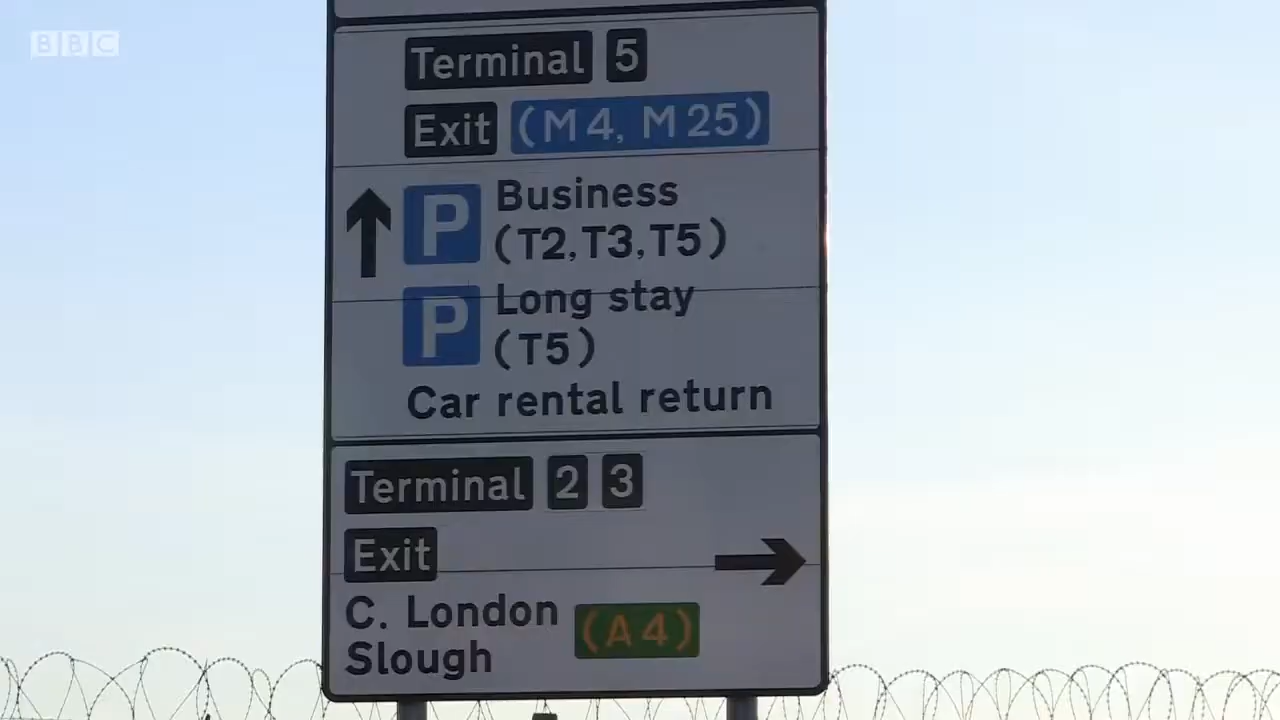 BBC
Terminal 5
Exit (M4, M25)
P Business
(T2, T3, T5)
P Long stay
(T5)
Car rental return
Terminal 2 3
Exit
C. London (A4)
Slough